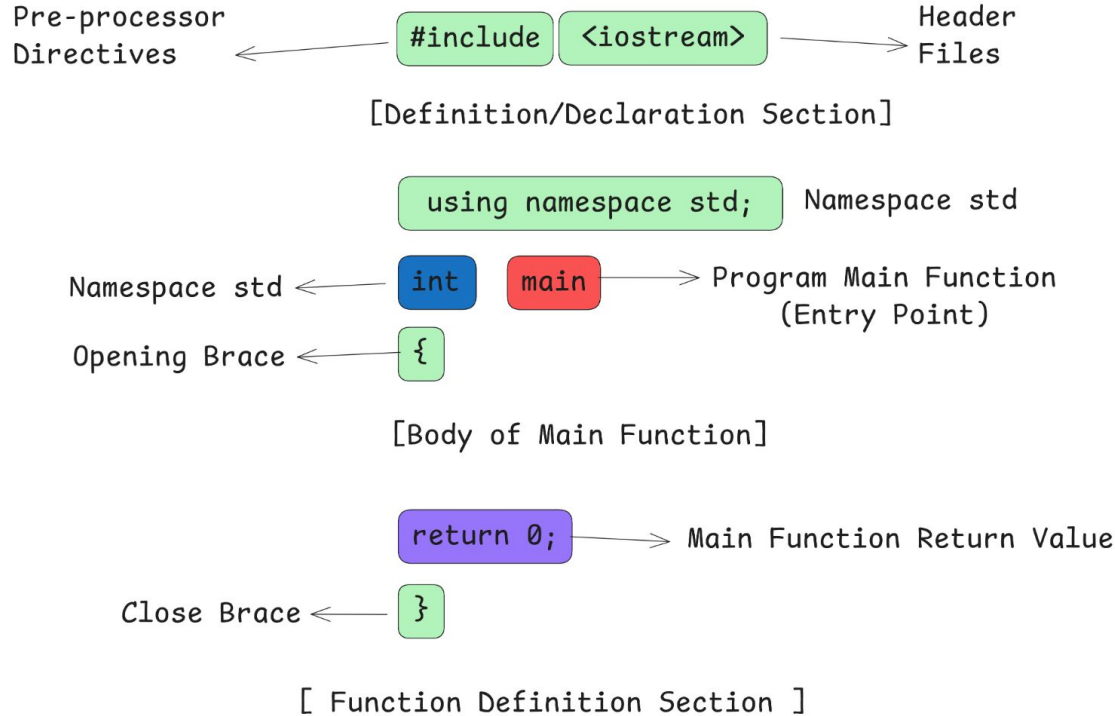 Pre-processor
Directives
#include <iostream>
Header
Files
[Definition/Declaration Section]
using namespace std;
Namespace std
Namespace std
int main
Program Main Function
(Entry Point)
Opening Brace
{
[Body of Main Function]
return 0;
Main Function Return Value
Close Brace
}
[ Function Definition Section ]